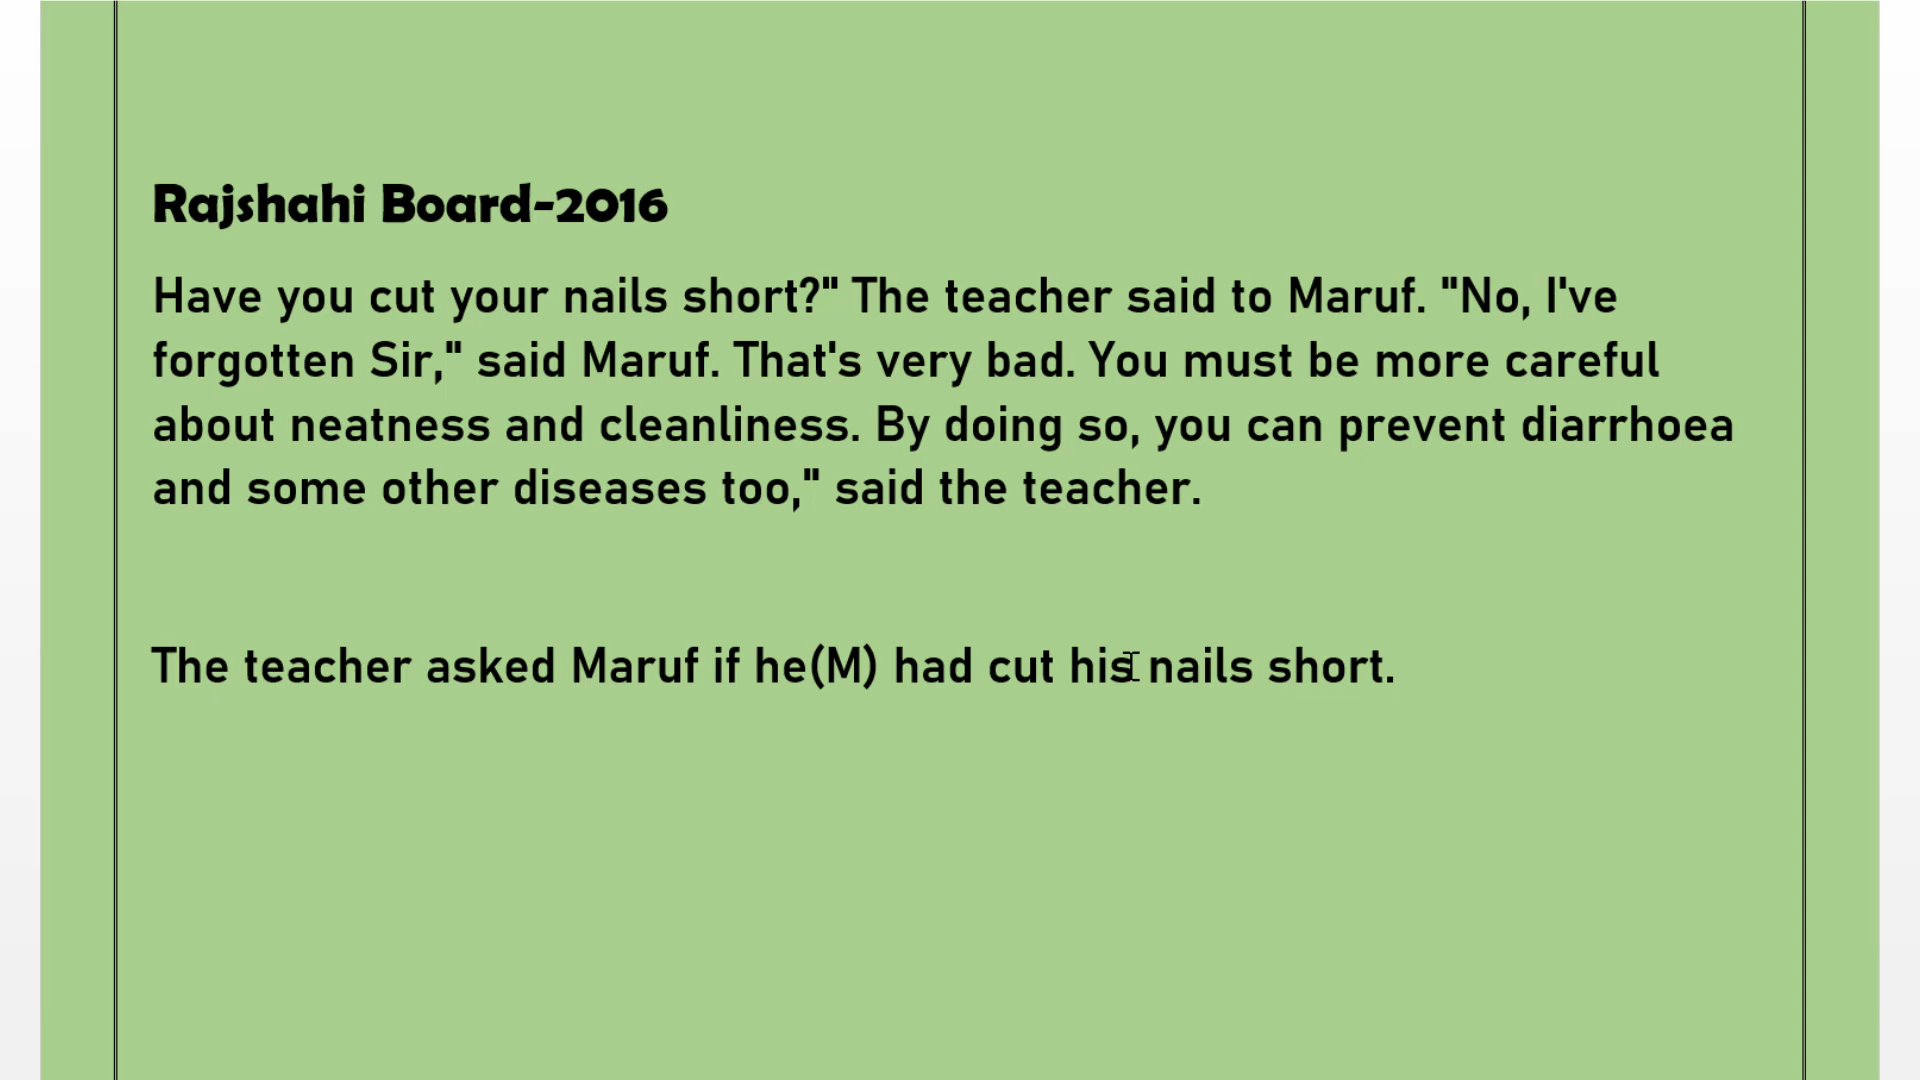 Rajshahi Board-2016
Have you cut your nails short?" The teacher said to Maruf. "No, I've
forgotten Sir," said Maruf. That's very bad. You must be more careful
about neatness and cleanliness. By doing so, you can prevent diarrhoea
and some other diseases too," said the teacher.
The teacher asked Maruf if he(M) had cut his nails short.